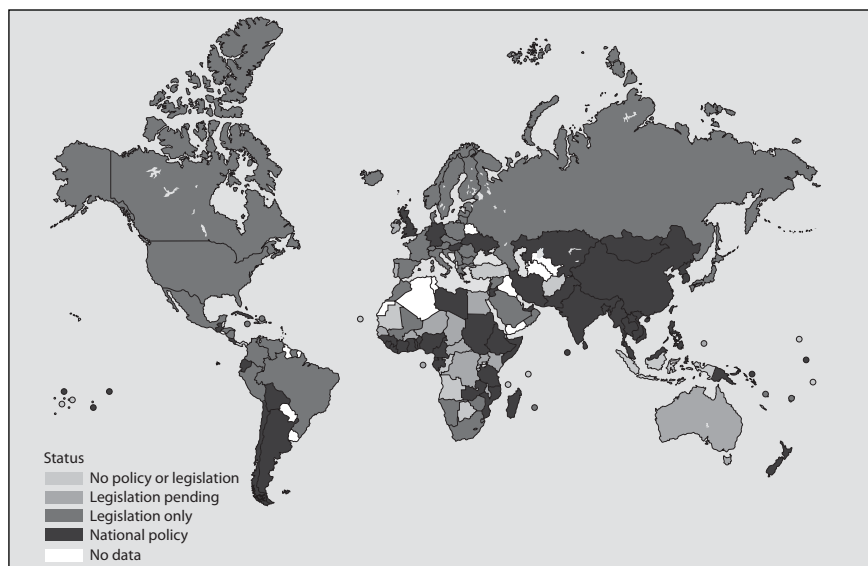 Status
No policy or legislation
Legislation pending
Legislation only
National policy
No data